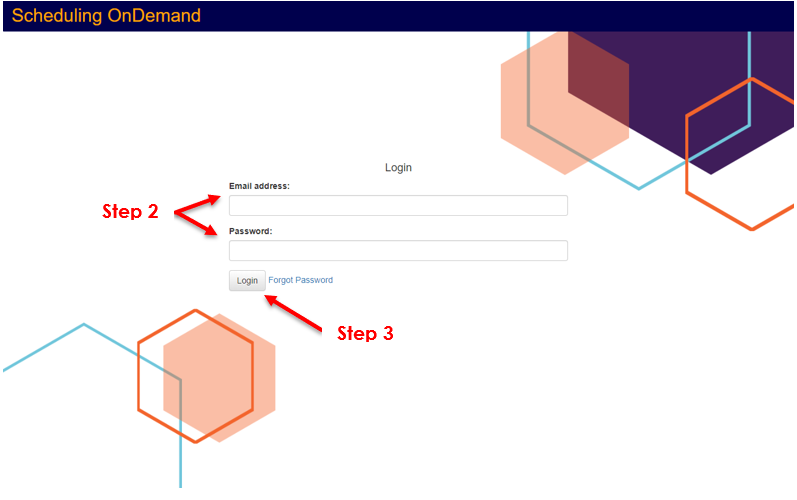 Scheduling OnDemand
Login
Email address:
Step 2
Password:
Login Forgot Password
Step 3